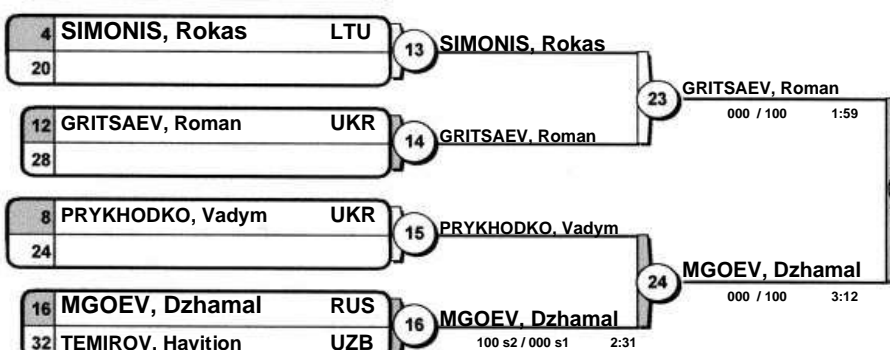 4 SIMONIS, Rokas LTU
20
13 SIMONIS, Rokas
12 GRITSAEV, Roman UKR
28
14 GRITSAEV, Roman
23 GRITSAEV, Roman
000 / 100 1:59
8 PRYKHODKO, Vadym UKR
24
15 PRYKHODKO, Vadym
16 MGOEV, Dzhamal RUS
32 TEMIROV, Hayition UZB
16 MGOEV, Dzhamal
100 s2 / 000 s1 2:31
24 MGOEV, Dzhamal
000 / 100 3:12